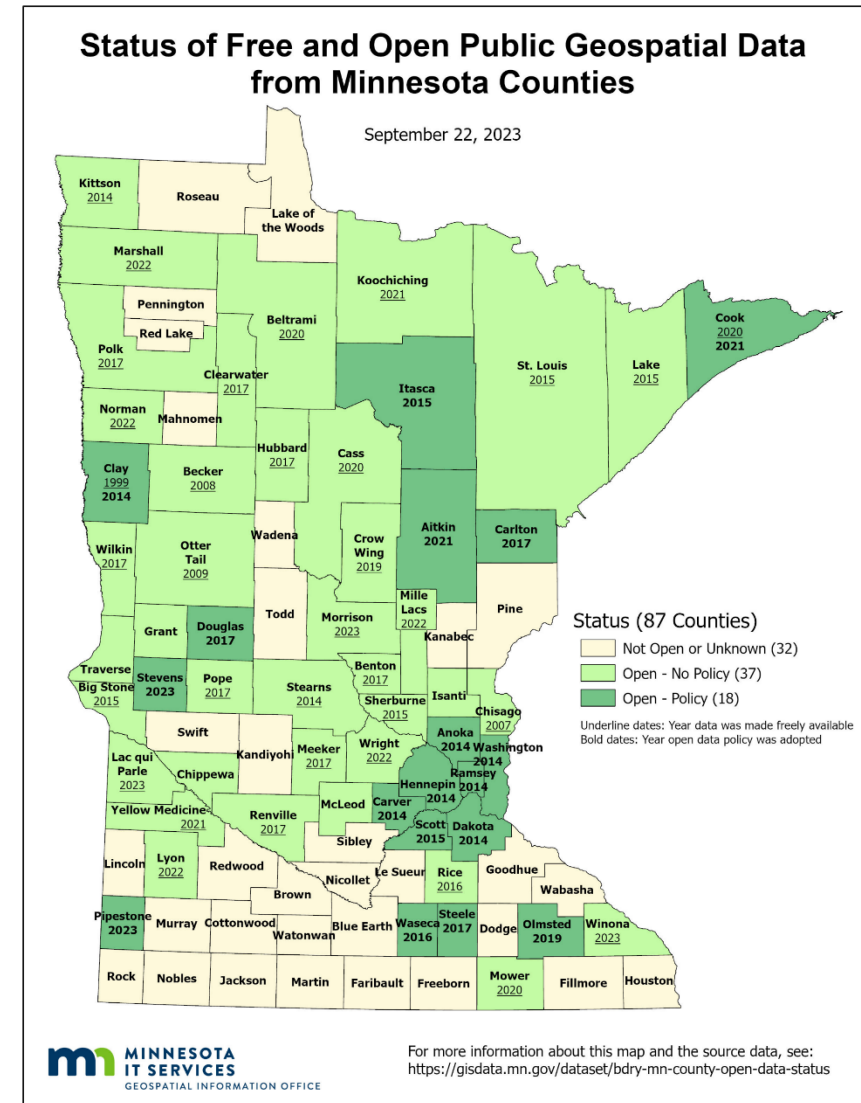 Status of Free and Open Public Geospatial Data
from Minnesota Counties
September 22, 2023
Kittson
2014
Roseau
Lake of
the Woods
Marshall
2022
Koochiching
2021
Pennington
Red Lake
Beltrami
2020
Polk
2017
Clearwater
2017
Cook
2020
2021
St. Louis
2015
Lake
2015
Itasca
2015
Norman
2022
Mahnomen
Hubbard
2017
Cass
2020
Clay
1999
2014
Becker
2008
Wadena
Aitkin
2021
Carlton
2017
Crow
Wing
2019
Wilkin
2017
Otter
Tail
2009
Todd
Mille
Lacs
2022
Pine
Morrison
2023
Kanabec
Grant
Douglas
2017
Traverse
Stevens
2023
Pope
2017
Benton
2017
Big Stone
2015
Stearns
2014
Sherburne
2015
Isanti
Chisago
2007
Swift
Kandiyohi
Meeker
2017
Wright
2022
Anoka
2014
Washington
2014
Ramsey
2014
Hennepin
2014
Lac qui
Parle
2023
Chippewa
McLeod
Carver
2014
Yellow Medicine
2021
Renville
2017
Scott
2015
Dakota
2014
Sibley
Lincoln
Lyon
2022
Redwood
Nicollet
Le Sueur
Rice
2016
Goodhue
Wabasha
Brown
Pipestone
2023
Murray
Cottonwood
Watonwan
Blue Earth
Waseca
2016
Steele
2017
Dodge
Olmsted
2019
Winona
2023
Rock
Nobles
Jackson
Martin
Faribault
Freeborn
Mower
2020
Fillmore
Houston
Status (87 Counties)
Not Open or Unknown (32)
Open - No Policy (37)
Open - Policy (18)
Underline dates: Year data was made freely available
Bold dates: Year open data policy was adopted
mn MINNESOTA
IT SERVICES
GEOSPATIAL INFORMATION OFFICE
For more information about this map and the source data, see:
https://gisdata.mn.gov/dataset/bdry-mn-county-open-data-status